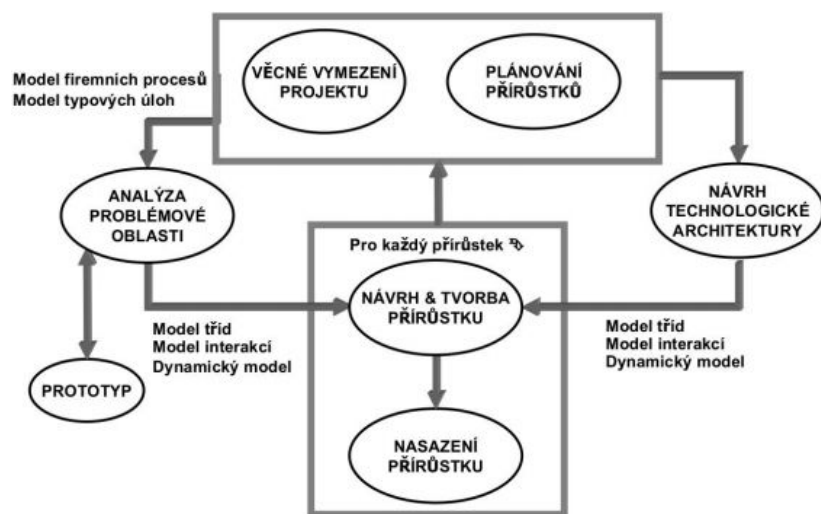 VĚCNÉ VYMEZENÍ
PROJEKTU
PLÁNOVÁNÍ
PŘÍRŮSTKŮ
Model firemních procesů
Model typových úloh
ANALÝZA
PROBLÉMOVÉ
OBLASTI
NÁVRH
TECHNOLOGICKÉ
ARCHITEKTURY
Pro každý přírůstek
NÁVRH & TVORBA
PŘÍRŮSTKU
Model tříd
Model interakcí
Dynamický model
Model tříd
Model interakcí
Dynamický model
PROTOTYP
NASAZENÍ
PŘÍRŮSTKU